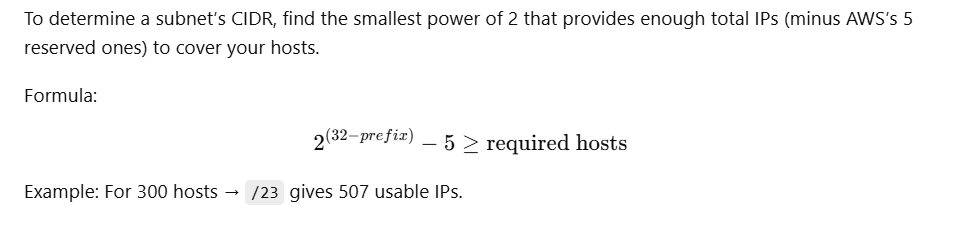 To determine a subnet's CIDR, find the smallest power of 2 that provides enough total IPs (minus AWS's 5
reserved ones) to cover your hosts.
Formula:
2^(32−prefix) − 5 ≥ required hosts
Example: For 300 hosts → /23 gives 507 usable IPs.